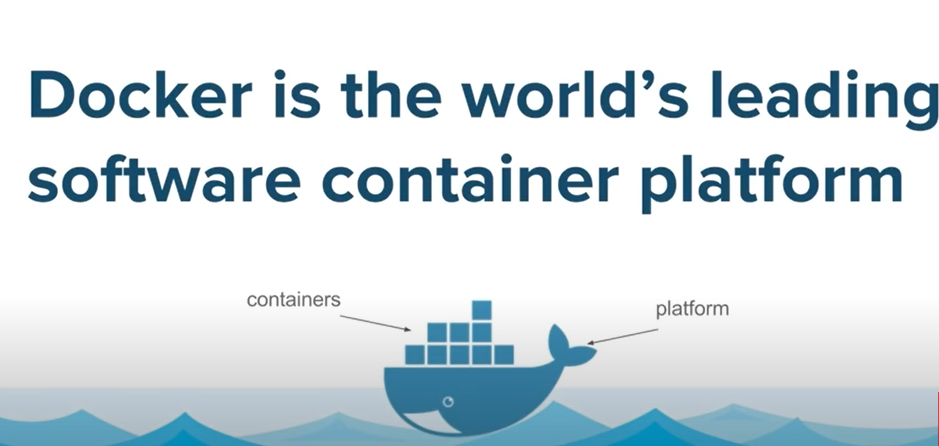 Docker is the world’s leading
software container platform
containers
platform